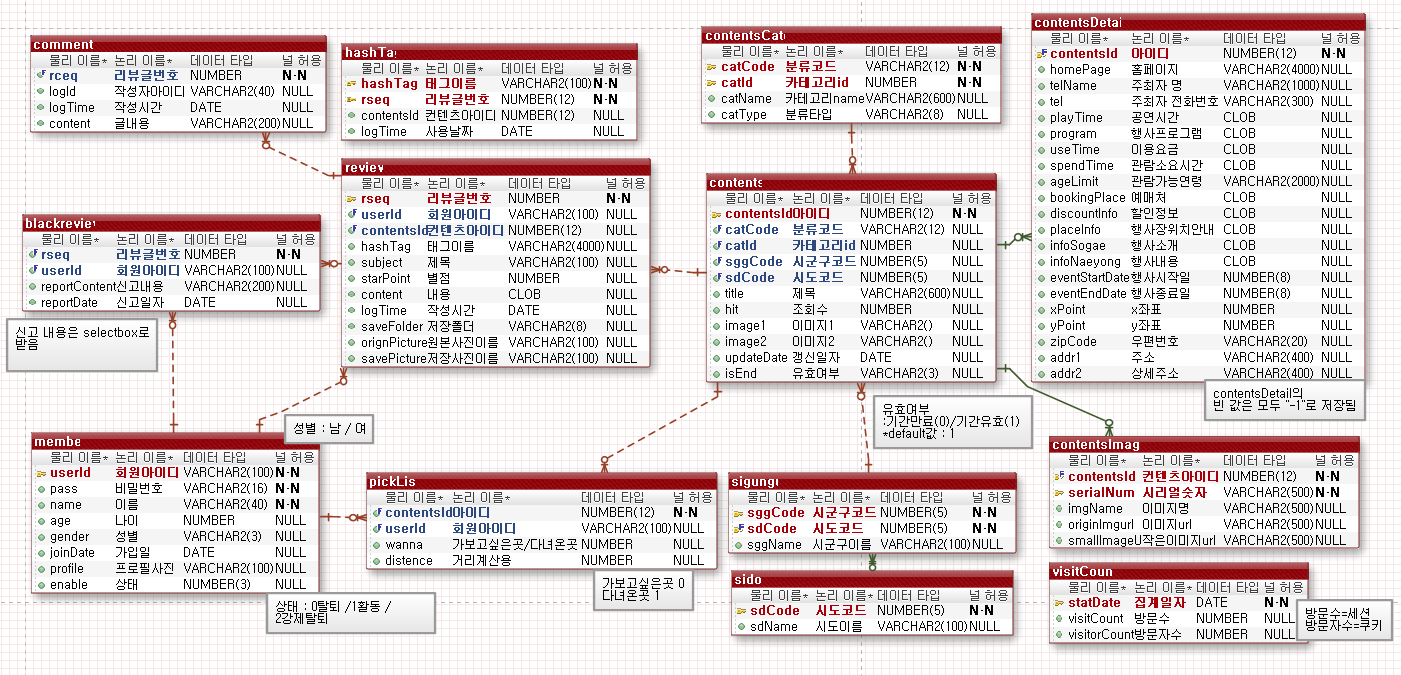 comment
물리 이름* 논리 이름* 데이터 타입 널 허용
rceq 리뷰글번호 NUMBER N-N
logId 작성자아이디 VARCHAR2(40) NULL
logTime 작성시간 DATE NULL
content 글내용 VARCHAR2(200) NULL
hashTag
물리 이름* 논리 이름* 데이터 타입 널 허용
hashTag 태그이름 VARCHAR2(100) N-N
rseq 리뷰글번호 NUMBER(12) N-N
contentsId 컨텐츠아이디 NUMBER(12) NULL
logTime 사용날짜 DATE NULL
contentsCat
물리 이름* 논리 이름* 데이터 타입 널 허용
catCode 분류코드 VARCHAR2(12) N-N
catId 카테고리id NUMBER N-N
catName 카테고리name VARCHAR2(600) NULL
catType 분류타입 VARCHAR2(8) NULL
contentsDetai
물리 이름* 논리 이름* 데이터 타입 널 허용
contentsId 아이디 NUMBER(12) N-N
homePage 홈페이지 VARCHAR2(4000) NULL
telName 주최자 명 VARCHAR2(1000) NULL
tel 주최자 전화번호 VARCHAR2(300) NULL
playTime 공연시간 CLOB NULL
program 행사프로그램 CLOB NULL
useTime 이용요금 CLOB NULL
spendTime 관람소요시간 CLOB NULL
ageLimit 관람가능연령 VARCHAR2(2000) NULL
bookingPlace 예매처 CLOB NULL
discountInfo 할인정보 CLOB NULL
placeInfo 행사장위치안내 CLOB NULL
infoSogae 행사소개 CLOB NULL
infoNaeyong 행사내용 CLOB NULL
eventStartDate 행사시작일 NUMBER(8) NULL
eventEndDate 행사종료일 NUMBER(8) NULL
xPoint x좌표 NUMBER NULL
yPoint y좌표 NUMBER NULL
zipCode 우편번호 VARCHAR2(20) NULL
addr1 주소 VARCHAR2(400) NULL
addr2 상세주소 VARCHAR2(400) NULL
contentsDetail의
빈 값은 모두 "-1"로 저장됨
review
물리 이름* 논리 이름* 데이터 타입 널 허용
rseq 리뷰글번호 NUMBER N-N
userId 회원아이디 VARCHAR2(100) NULL
contentsId 컨텐츠아이디 NUMBER(12) NULL
hashTag 태그이름 VARCHAR2(4000) NULL
subject 제목 VARCHAR2(100) NULL
starPoint 별점 NUMBER NULL
content 내용 CLOB NULL
logTime 작성시간 DATE NULL
saveFolder 저장폴더 VARCHAR2(8) NULL
orignPicture 원본사진이름 VARCHAR2(100) NULL
savePicture 저장사진이름 VARCHAR2(100) NULL
contents
물리 이름* 논리 이름* 데이터 타입 널 허용
contentsId 아이디 NUMBER(12) N-N
catCode 분류코드 VARCHAR2(12) NULL
catId 카테고리id NUMBER NULL
sggCode 시군구코드 NUMBER(5) NULL
sdCode 시도코드 NUMBER(5) NULL
title 제목 VARCHAR2(600) NULL
hit 조회수 NUMBER NULL
image1 이미지1 VARCHAR2() NULL
image2 이미지2 VARCHAR2() NULL
updateDate 갱신일자 DATE NULL
isEnd 유효여부 VARCHAR2(3) NULL
유효여부
:기간만료(0)/기간유효(1)
*default값 : 1
blackreview
물리 이름* 논리 이름* 데이터 타입 널 허용
rseq 리뷰글번호 NUMBER N-N
userId 회원아이디 VARCHAR2(100) NULL
reportContent 신고내용 VARCHAR2(200) NULL
reportDate 신고일자 DATE NULL
신고 내용은 selectbox로
받음
성별 : 남 / 여
membe
물리 이름* 논리 이름* 데이터 타입 널 허용
userId 회원아이디 VARCHAR2(100) N-N
pass 비밀번호 VARCHAR2(16) N-N
name 이름 VARCHAR2(40) N-N
age 나이 NUMBER NULL
gender 성별 VARCHAR2(3) NULL
joinDate 가입일 DATE NULL
profile 프로필사진 VARCHAR2(100) NULL
enable 상태 NUMBER(3) NULL
상태 : 0탈퇴 /1활동 /
2강제탈퇴
pickLis
물리 이름* 논리 이름* 데이터 타입 널 허용
contentsId 아이디 NUMBER(12) N-N
userId 회원아이디 VARCHAR2(100) NULL
wanna 가보고싶은곳/다녀온곳 NUMBER NULL
distence 거리계산용 NUMBER NULL
가보고싶은곳 0
다녀온곳 1
sigungu
물리 이름* 논리 이름* 데이터 타입 널 허용
sggCode 시군구코드 NUMBER(5) N-N
sdCode 시도코드 NUMBER(5) N-N
sggName 시군구이름 VARCHAR2(100) NULL
sido
물리 이름* 논리 이름* 데이터 타입 널 허용
sdCode 시도코드 NUMBER(5) N-N
sdName 시도이름 VARCHAR2(100) NULL
contentsImag
물리 이름* 논리 이름* 데이터 타입 널 허용
contentsId 컨텐츠아이디 NUMBER(12) N-N
serialNum 시리얼숫자 VARCHAR2(500) N-N
imgName 이미지명 VARCHAR2(500) NULL
originImgurl 이미지url VARCHAR2(500) NULL
smallImageU 작은이미지url VARCHAR2(500) NULL
visitCoun
물리 이름* 논리 이름* 데이터 타입 널 허용
statDate 집계일자 DATE N-N
visitCount 방문수 NUMBER NULL
visitorCount 방문자수 NUMBER NULL
방문수=세션
방문자수=쿠키